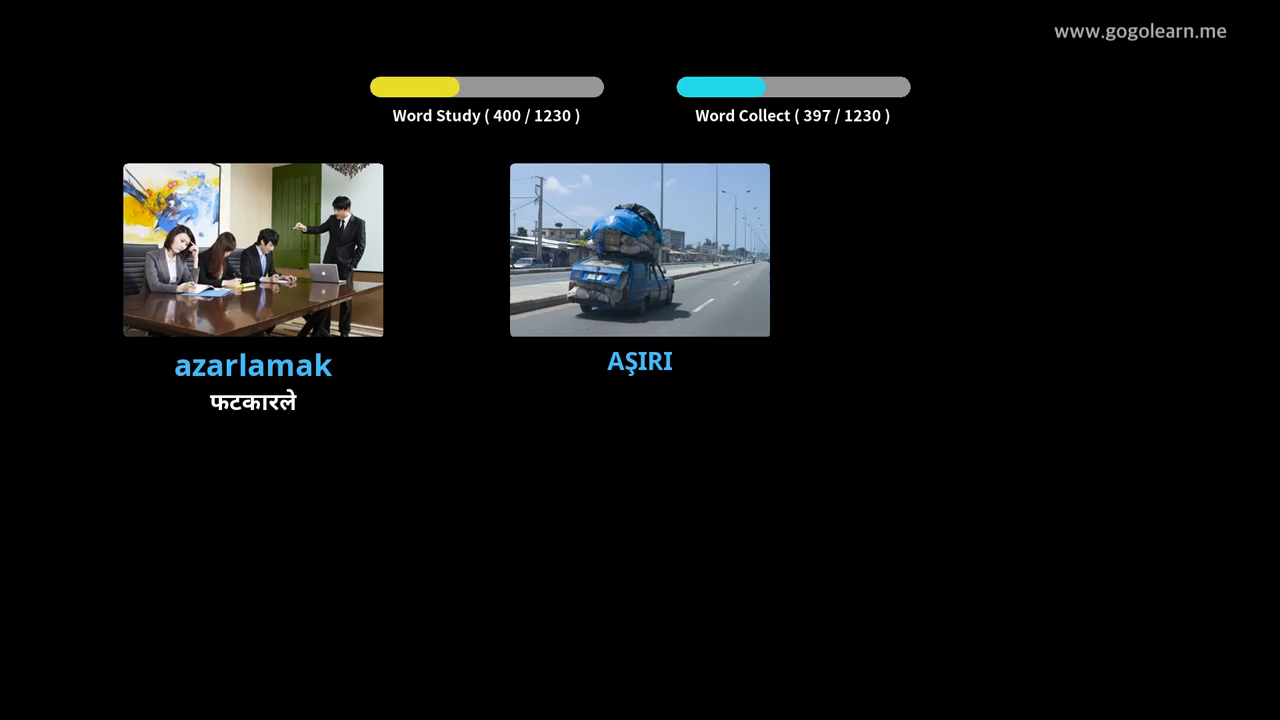 www.gogolearn.me
Word Study ( 400 / 1230 )
Word Collect ( 397 / 1230 )
azarlamak
फटकारले
AŞIRI